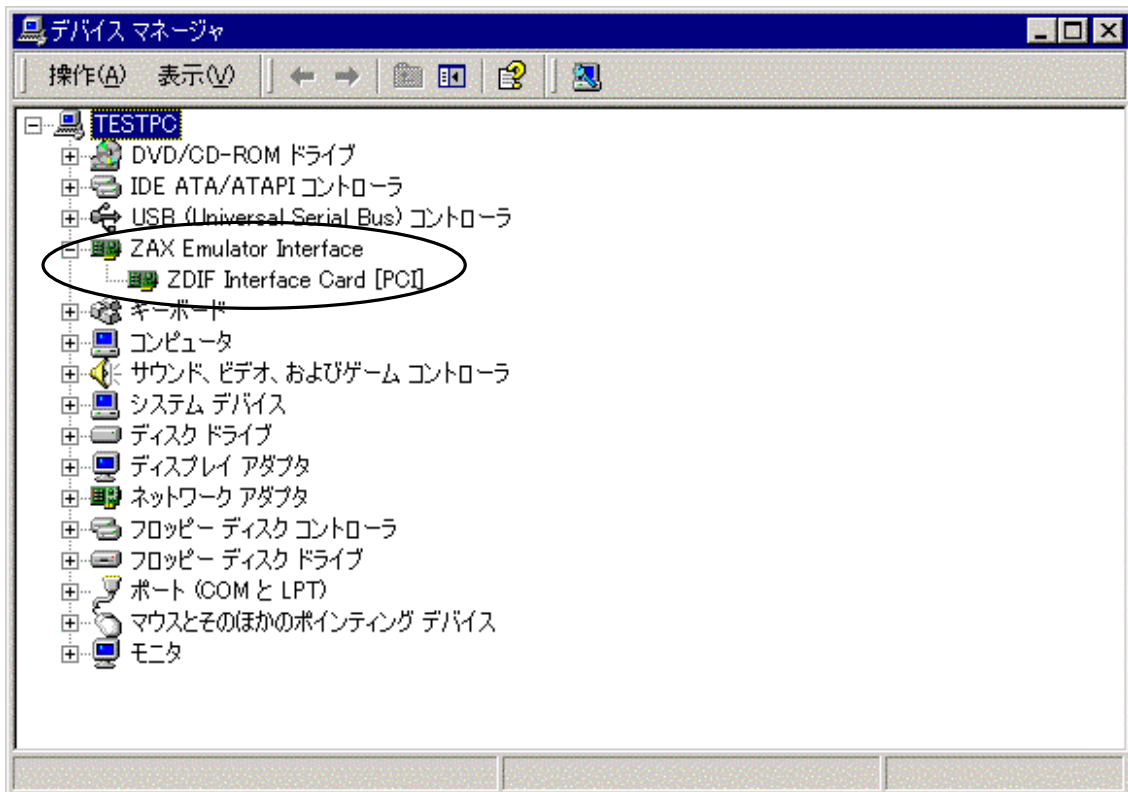 デバイス マネージャ
操作(A) 表示(V)
TESTPC
DVD/CD-ROM ドライブ
IDE ATA/ATAPI コントローラ
USB (Universal Serial Bus) コントローラ
ZAX Emulator Interface
ZDIF Interface Card [PCI]
キーボード
コンピュータ
サウンド、ビデオ、およびゲーム コントローラ
システム デバイス
ディスク ドライブ
ディスプレイ アダプタ
ネットワーク アダプタ
フロッピー ディスク コントローラ
フロッピー ディスク ドライブ
ポート (COM と LPT)
マウスとそのほかのポインティング デバイス
モニタ